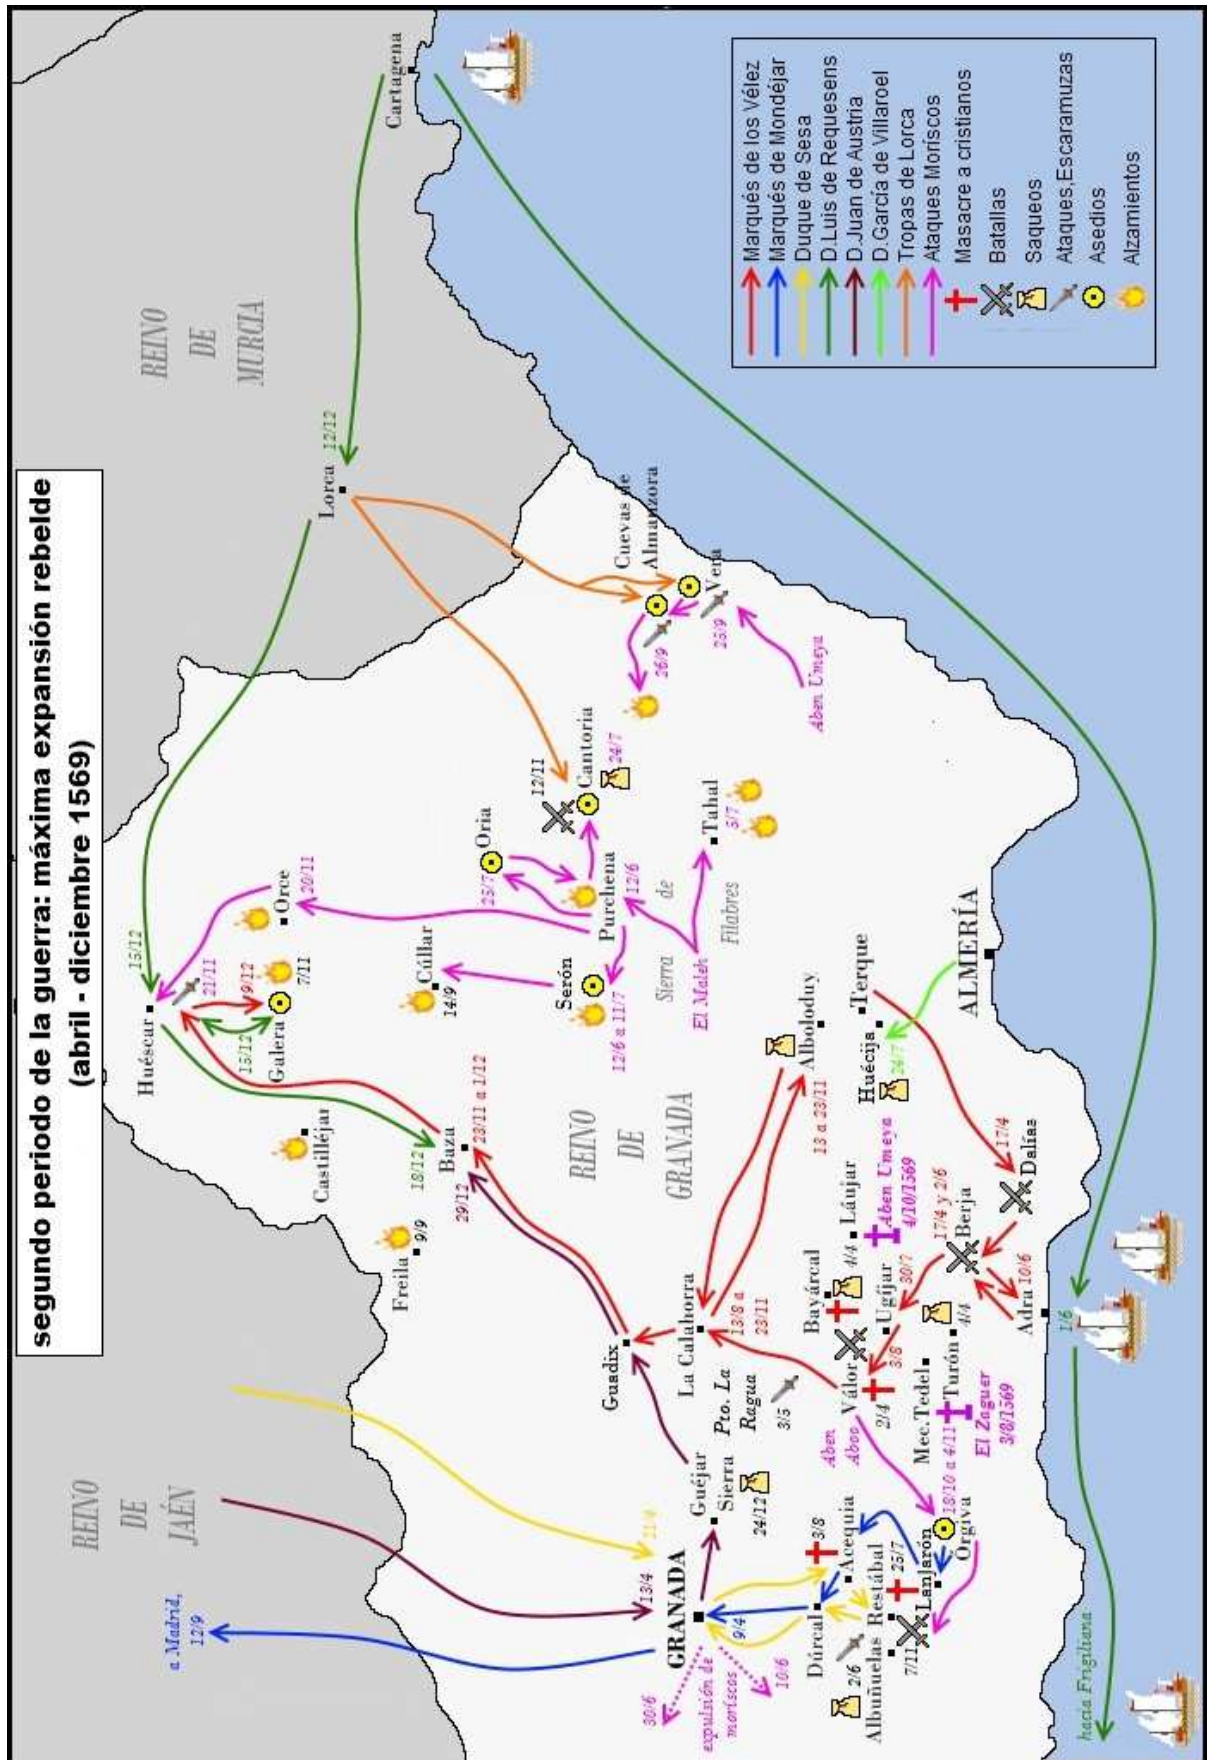 segundo periodo de la guerra: máxima expansión rebelde
(abril - diciembre 1569)
REINO
DE
JAÉN
REINO
DE
MURCIA
a Madrid,
12/9
13/4
21/4
GRANADA
30/6
expulsión de
moriscos
10/6
9/4
Güéjar
Sierra
24/12
Guadix
La Calahorra
13/8 a
23/11
Pto. La
Ragua
3/5
Freila
9/9
Castilléjar
Baza
29/12
18/12
23/11 a 1/12
Huéscar
15/12
21/11
9/12
15/12
Galera
7/11
Orce
20/11
Cúllar
14/9
Serón
12/6 a 11/7
Purchena
12/6
Oria
25/7
12/11
Cantoria
24/7
Lorca
12/12
Cartagena
Cuevas de
Almanzora
Vera
26/9
25/9
Aben Umeya
Tahal
5/7
Sierra
de
Filabres
El Maleh
REINO
DE
GRANADA
Alboloduy
13 a 23/11
Terque
Huécija
24/7
ALMERÍA
17/4
Dalías
Berja
17/4 y 2/6
Adra
10/6
1/6
Láujar
4/4
Aben Umeya
4/10/1569
Bayárcal
Ugíjar
30/7
3/8
Válor
2/4
Mec.Tedel
Turón
4/4
El Zaguer
3/8/1569
Aben
Aboo
18/10 a 4/11
Órgiva
Lanjarón
25/7
Acequia
3/8
Restábal
Dúrcal
Albuñuelas
2/6
7/11
hacia Frigiliana
Marqués de los Vélez
Marqués de Mondéjar
Duque de Sesa
D.Luis de Requesens
D.Juan de Austria
D.García de Villaroel
Tropas de Lorca
Ataques Moríscos
Masacre a cristianos
Batallas
Saqueos
Ataques,Escaramuzas
Asedios
Alzamientos